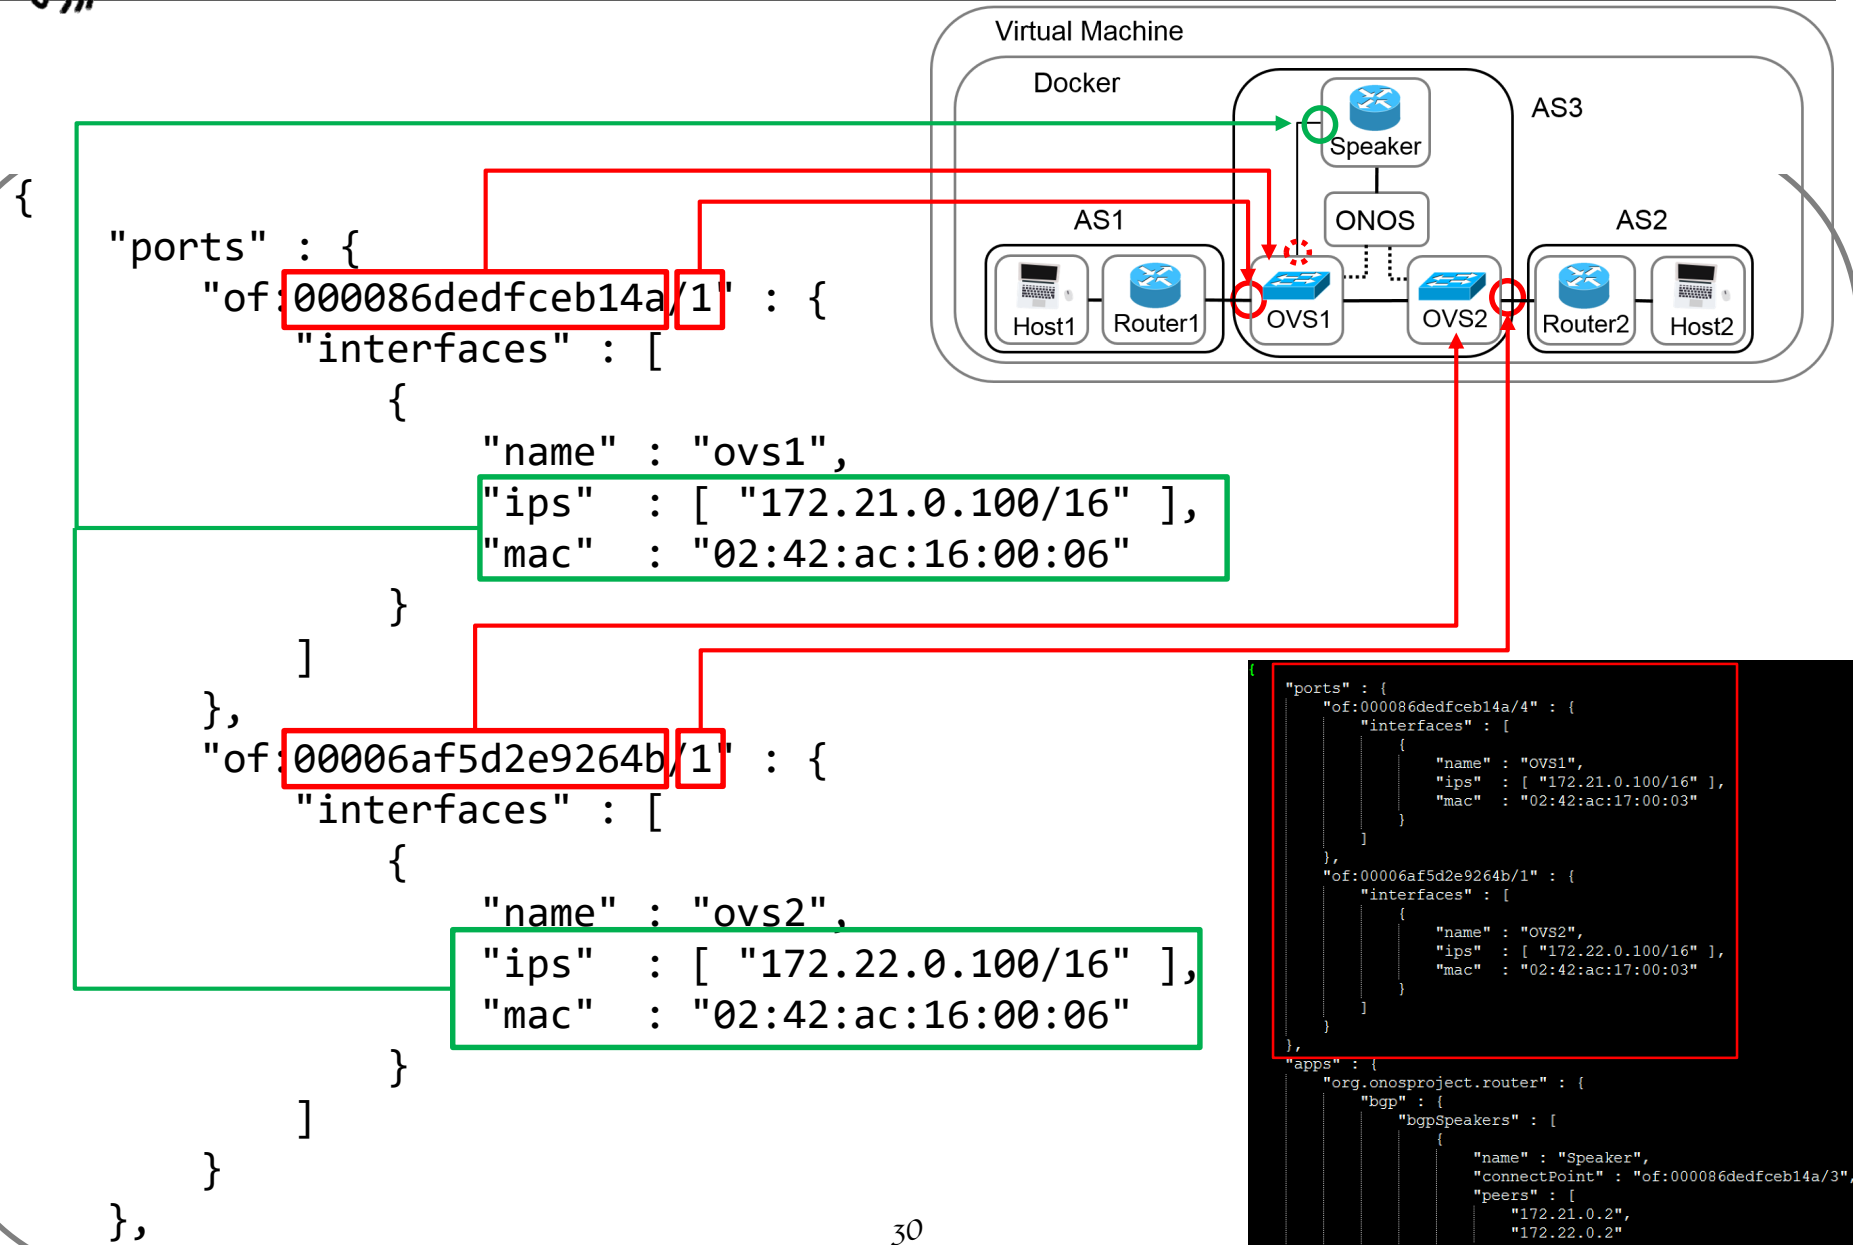 Virtual Machine
Docker
AS3
Speaker
ONOS
AS1
AS2
Host1
Router1
OVS1
OVS2
Router2
Host2
{
"ports" : {
"of:000086dedfceb14a/1" : {
"interfaces" : [
{
"name" : "ovs1",
"ips" : [ "172.21.0.100/16" ],
"mac" : "02:42:ac:16:00:06"
}
]
},
"of:00006af5d2e9264b/1" : {
"interfaces" : [
{
"name" : "ovs2",
"ips" : [ "172.22.0.100/16" ],
"mac" : "02:42:ac:16:00:06"
}
]
}
},
{
"ports" : {
"of:000086dedfceb14a/4" : {
"interfaces" : [
{
"name" : "OVS1",
"ips" : [ "172.21.0.100/16" ],
"mac" : "02:42:ac:17:00:03"
}
]
},
"of:00006af5d2e9264b/1" : {
"interfaces" : [
{
"name" : "OVS2",
"ips" : [ "172.22.0.100/16" ],
"mac" : "02:42:ac:17:00:03"
}
]
}
},
"apps" : {
"org.onosproject.router" : {
"bgp" : {
"bgpSpeakers" : [
{
"name" : "Speaker",
"connectPoint" : "of:000086dedfceb14a/3",
"peers" : [
"172.21.0.2",
"172.22.0.2"
30